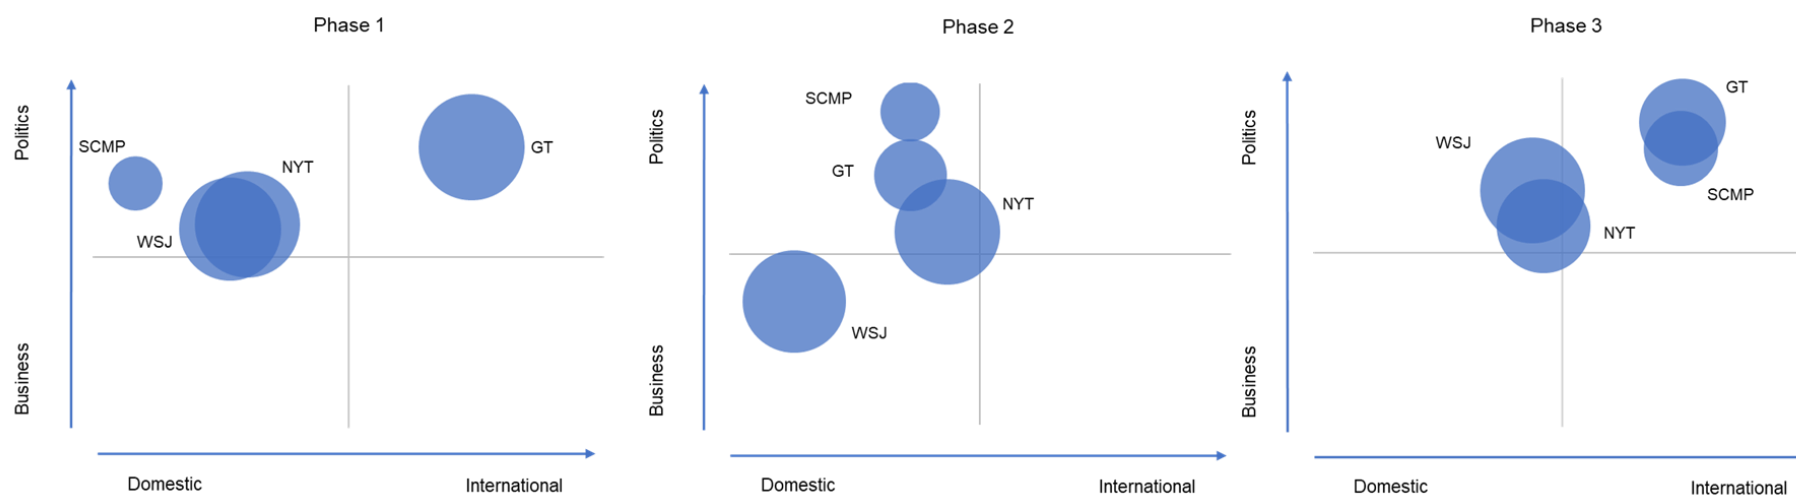 Phase 1
Politics
SCMP
NYT
GT
WSJ
Business
Domestic
International
Phase 2
Politics
SCMP
GT
NYT
WSJ
Business
Domestic
International
Phase 3
Politics
GT
WSJ
SCMP
NYT
Business
Domestic
International